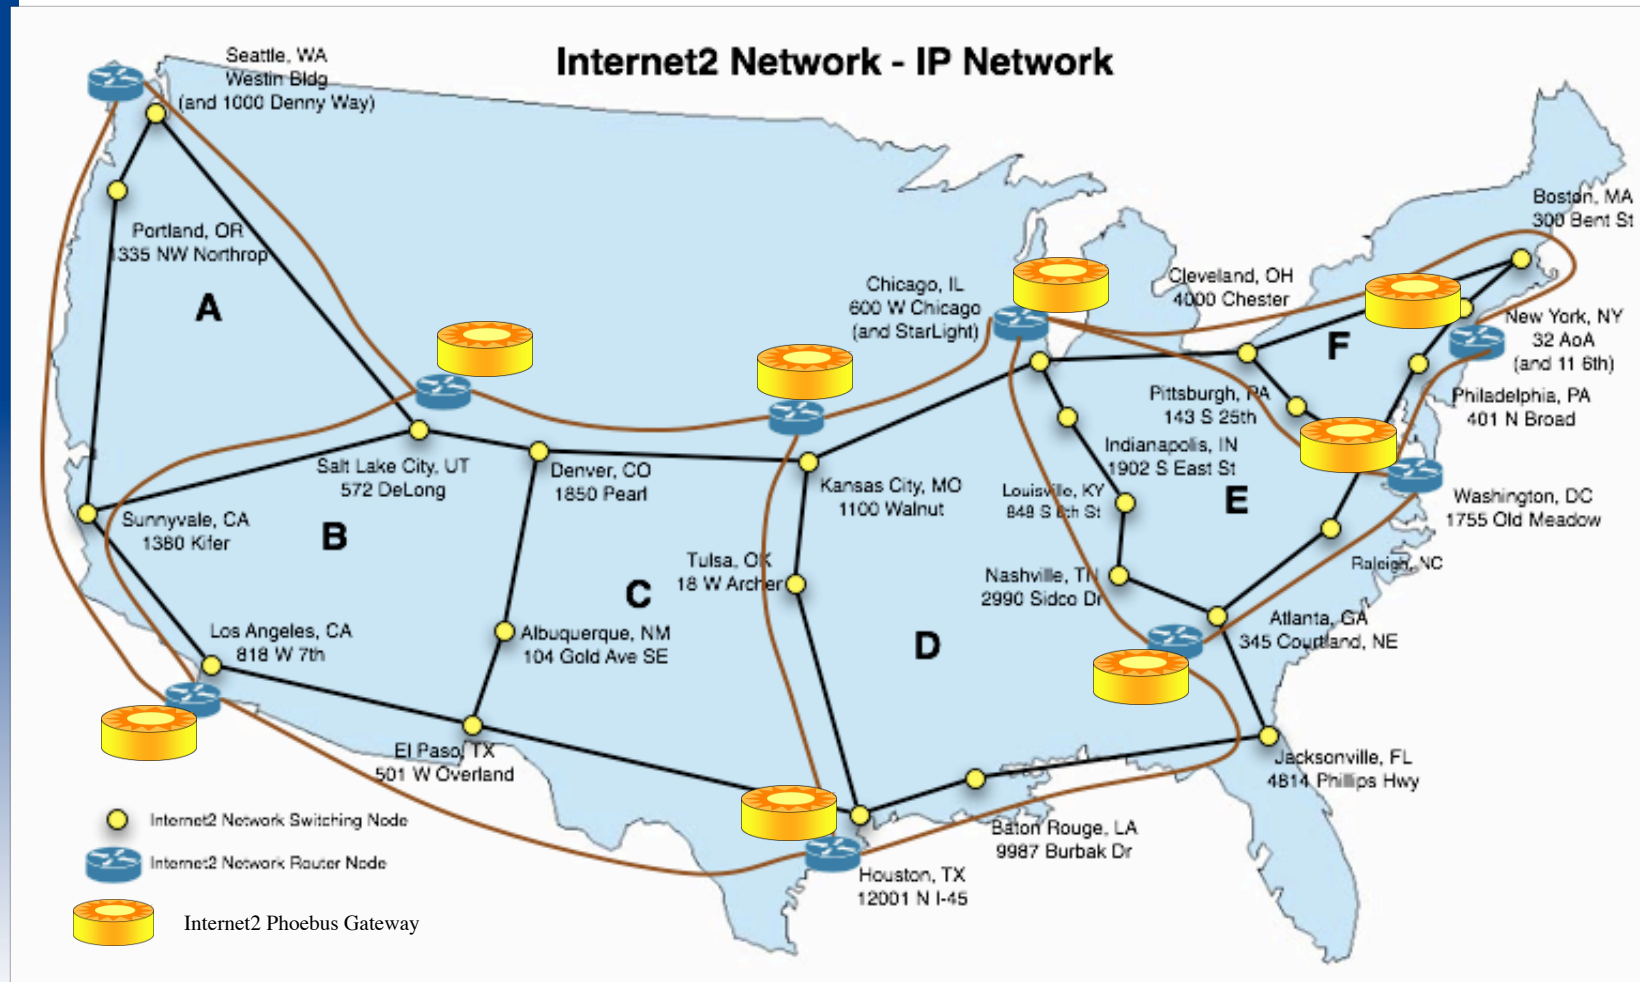 Internet2 Network - IP Network
Seattle, WA
Westin Bldg
(and 1000 Denny Way)
Portland, OR
1335 NW Northrop
A
Boston, MA
300 Bent St
Chicago, IL
600 W Chicago
(and StarLight)
Cleveland, OH
4000 Chester
New York, NY
32 AoA
(and 11 6th)
F
Pittsburgh, PA
143 S 25th
Philadelphia, PA
401 N Broad
Salt Lake City, UT
572 DeLong
Denver, CO
1850 Pearl
Kansas City, MO
1100 Walnut
Indianapolis, IN
1902 S East St
Louisville, KY
848 S 8th St
E
Washington, DC
1755 Old Meadow
Sunnyvale, CA
1380 Kifer
B
Tulsa, OK
18 W Archer
C
Nashville, TN
2990 Sidco Dr
Raleigh, NC
Los Angeles, CA
818 W 7th
Albuquerque, NM
104 Gold Ave SE
D
Atlanta, GA
345 Courtland, NE
El Paso, TX
501 W Overland
Jacksonville, FL
4814 Phillips Hwy
Baton Rouge, LA
9987 Burbak Dr
Houston, TX
12001 N I-45
Internet2 Network Switching Node
Internet2 Network Router Node
Internet2 Phoebus Gateway